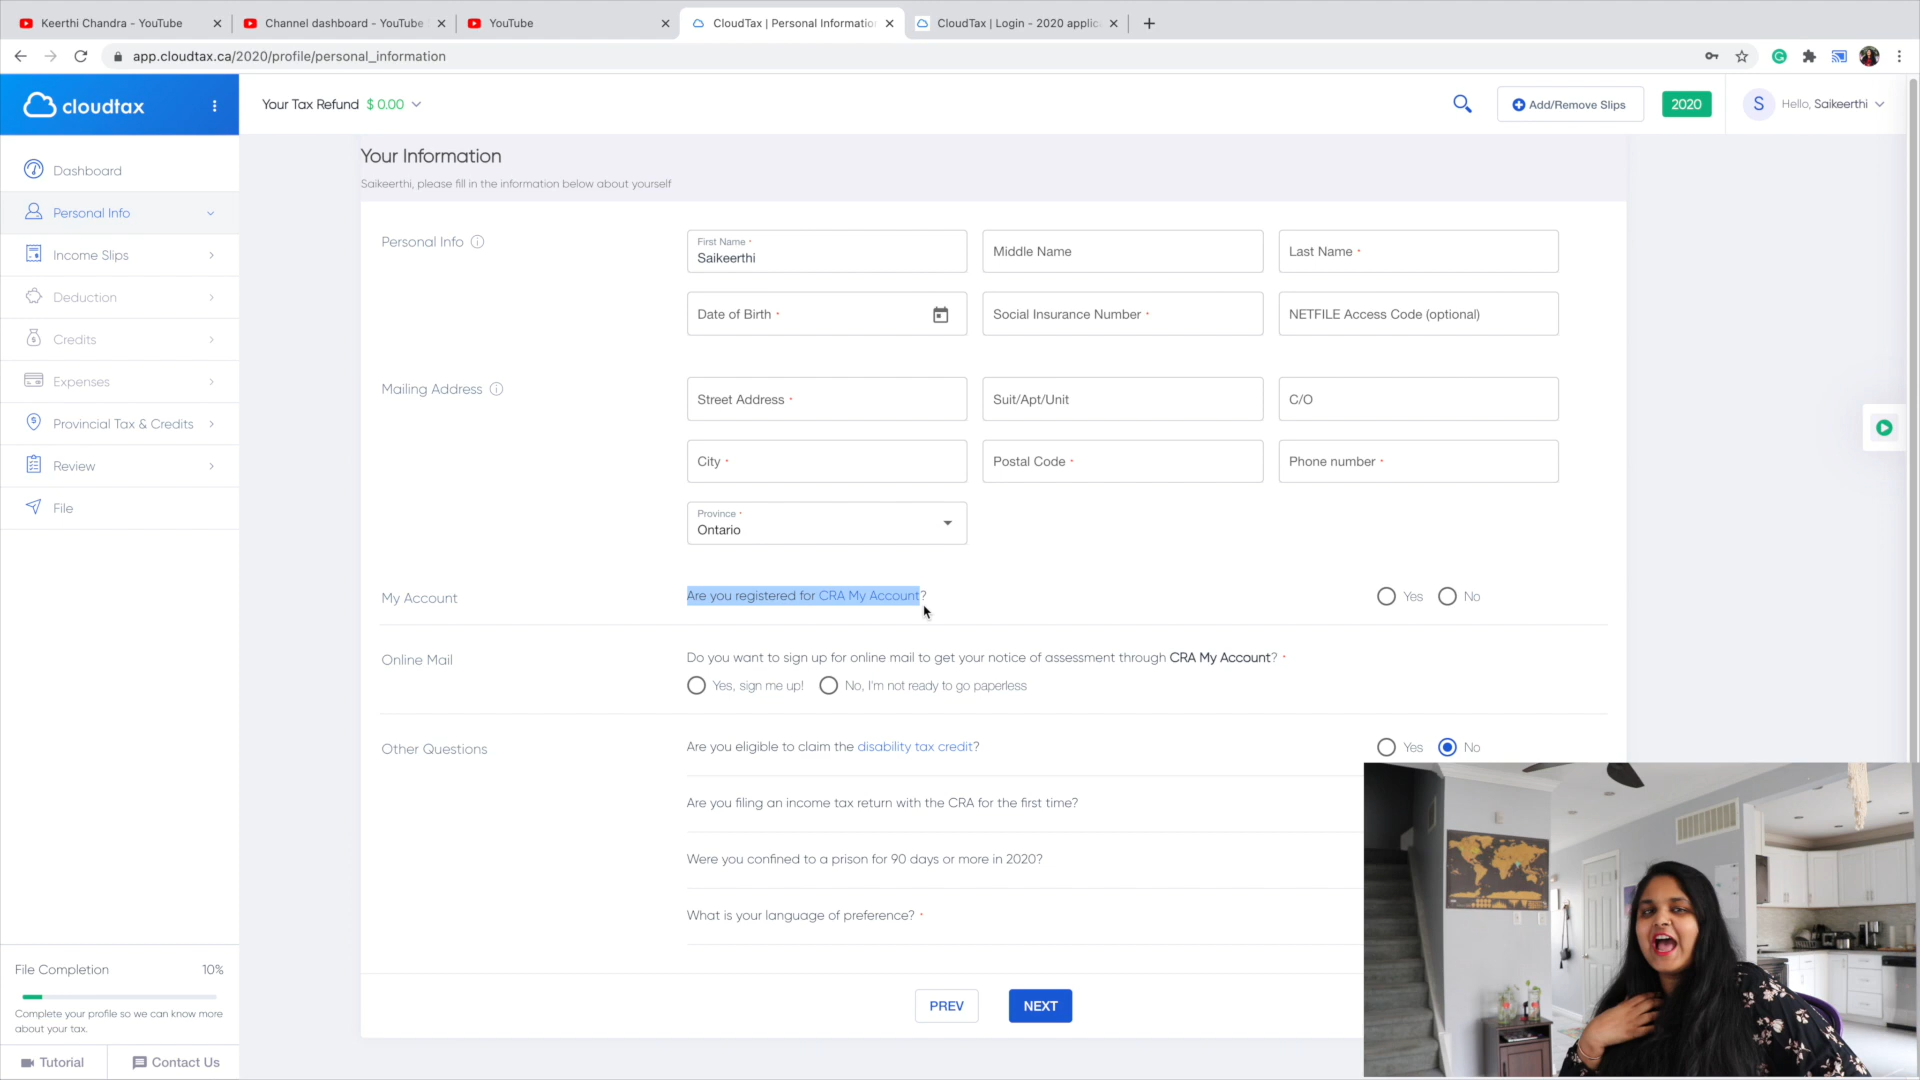 Keerthi Chandra - YouTube
Channel dashboard - YouTube
YouTube
CloudTax | Personal Information
CloudTax | Login - 2020 applic
app.cloudtax.ca/2020/profile/personal_information
cloudtax
Your Tax Refund $ 0.00
Add/Remove Slips
2020
S
Hello, Saikeerthi
Dashboard
Personal Info
Income Slips
Deduction
Credits
Expenses
Provincial Tax & Credits
Review
File
Your Information
Saikeerthi, please fill in the information below about yourself
Personal Info
First Name *
Saikeerthi
Middle Name
Last Name *
Date of Birth *
Social Insurance Number *
NETFILE Access Code (optional)
Mailing Address
Street Address *
Suit/Apt/Unit
C/O
City *
Postal Code *
Phone number *
Province *
Ontario
My Account
Are you registered for CRA My Account?
Yes
No
Online Mail
Do you want to sign up for online mail to get your notice of assessment through CRA My Account? *
Yes, sign me up!
No, I'm not ready to go paperless
Other Questions
Are you eligible to claim the disability tax credit?
Yes
No
Are you filing an income tax return with the CRA for the first time?
Were you confined to a prison for 90 days or more in 2020?
What is your language of preference? *
PREV
NEXT
File Completion
10%
Complete your profile so we can know more
about your tax.
Tutorial
Contact Us